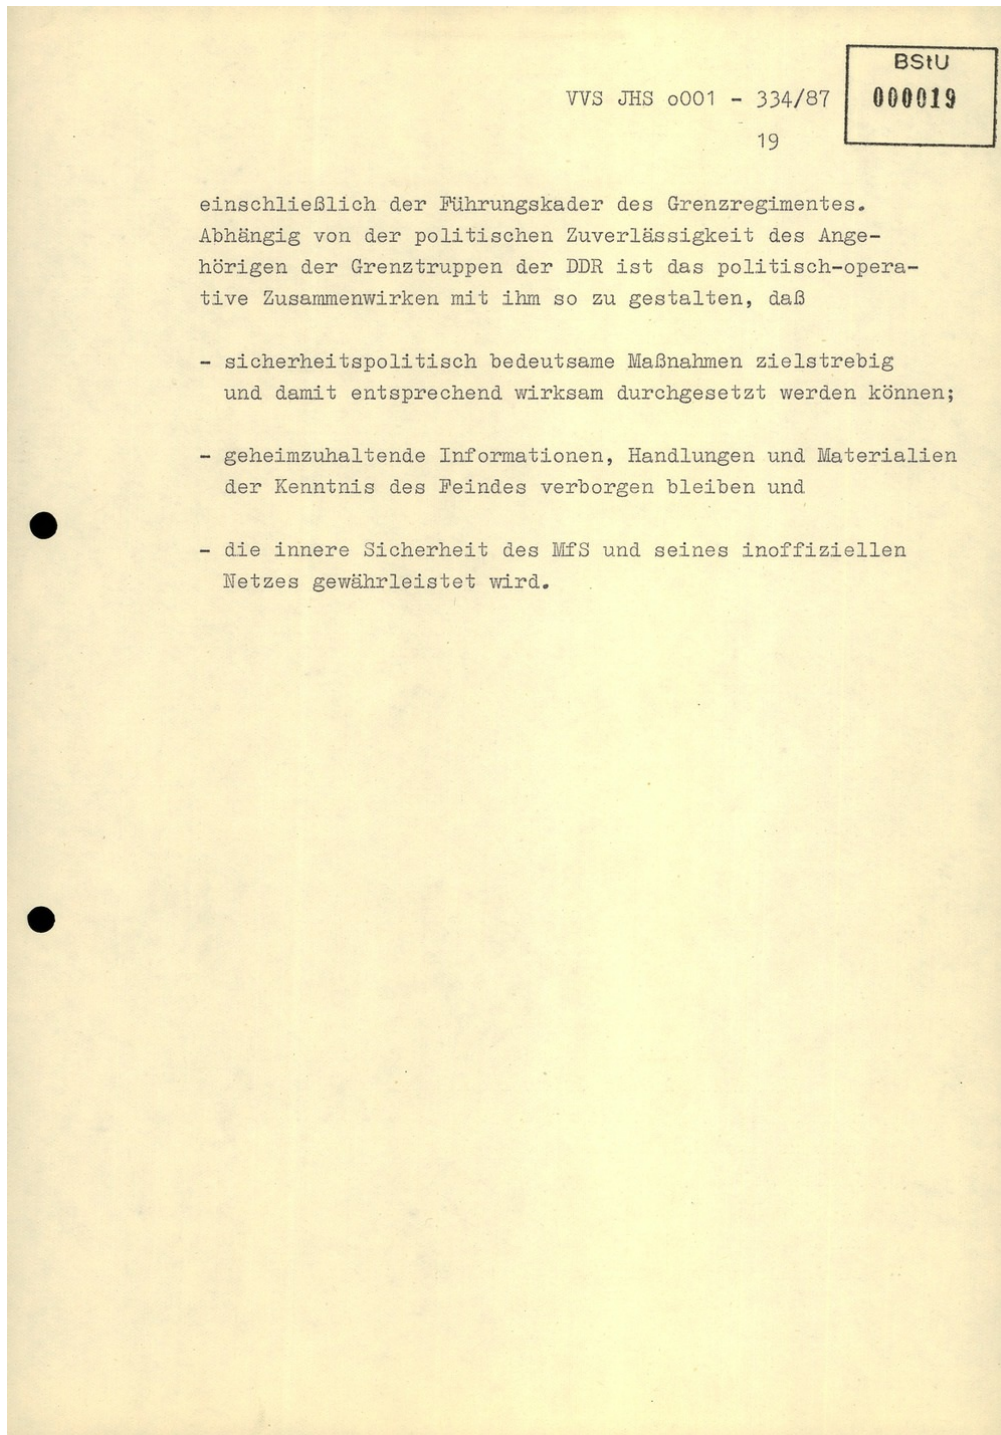 BStU
000019
VVS JHS o001 - 334/87
19
einschließlich der Führungskader des Grenzregimentes.
Abhängig von der politischen Zuverlässigkeit des Ange-
hörigen der Grenztruppen der DDR ist das politisch-opera-
tive Zusammenwirken mit ihm so zu gestalten, daß
- sicherheitspolitisch bedeutsame Maßnahmen zielstrebig
und damit entsprechend wirksam durchgesetzt werden können;
- geheimzuhaltende Informationen, Handlungen und Materialien
der Kenntnis des Feindes verborgen bleiben und
- die innere Sicherheit des MfS und seines inoffiziellen
Netzes gewährleistet wird.